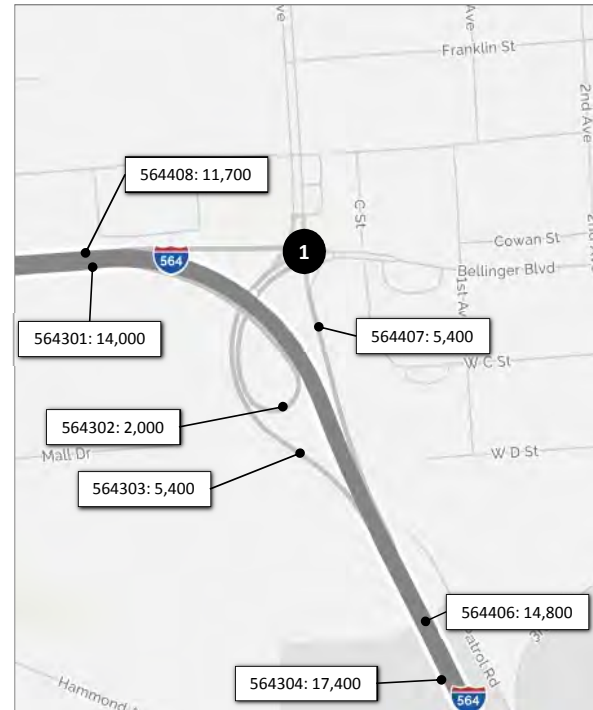 Ave
Ave
Franklin St
2nd Ave
564408: 11,700
C St
1
Cowan St
564
Bellinger Blvd
1st Ave
564301: 14,000
564407: 5,400
W C St
564302: 2,000
Mall Dr
W D St
564303: 5,400
564406: 14,800
Patrol Rd
564304: 17,400
Hammond
564